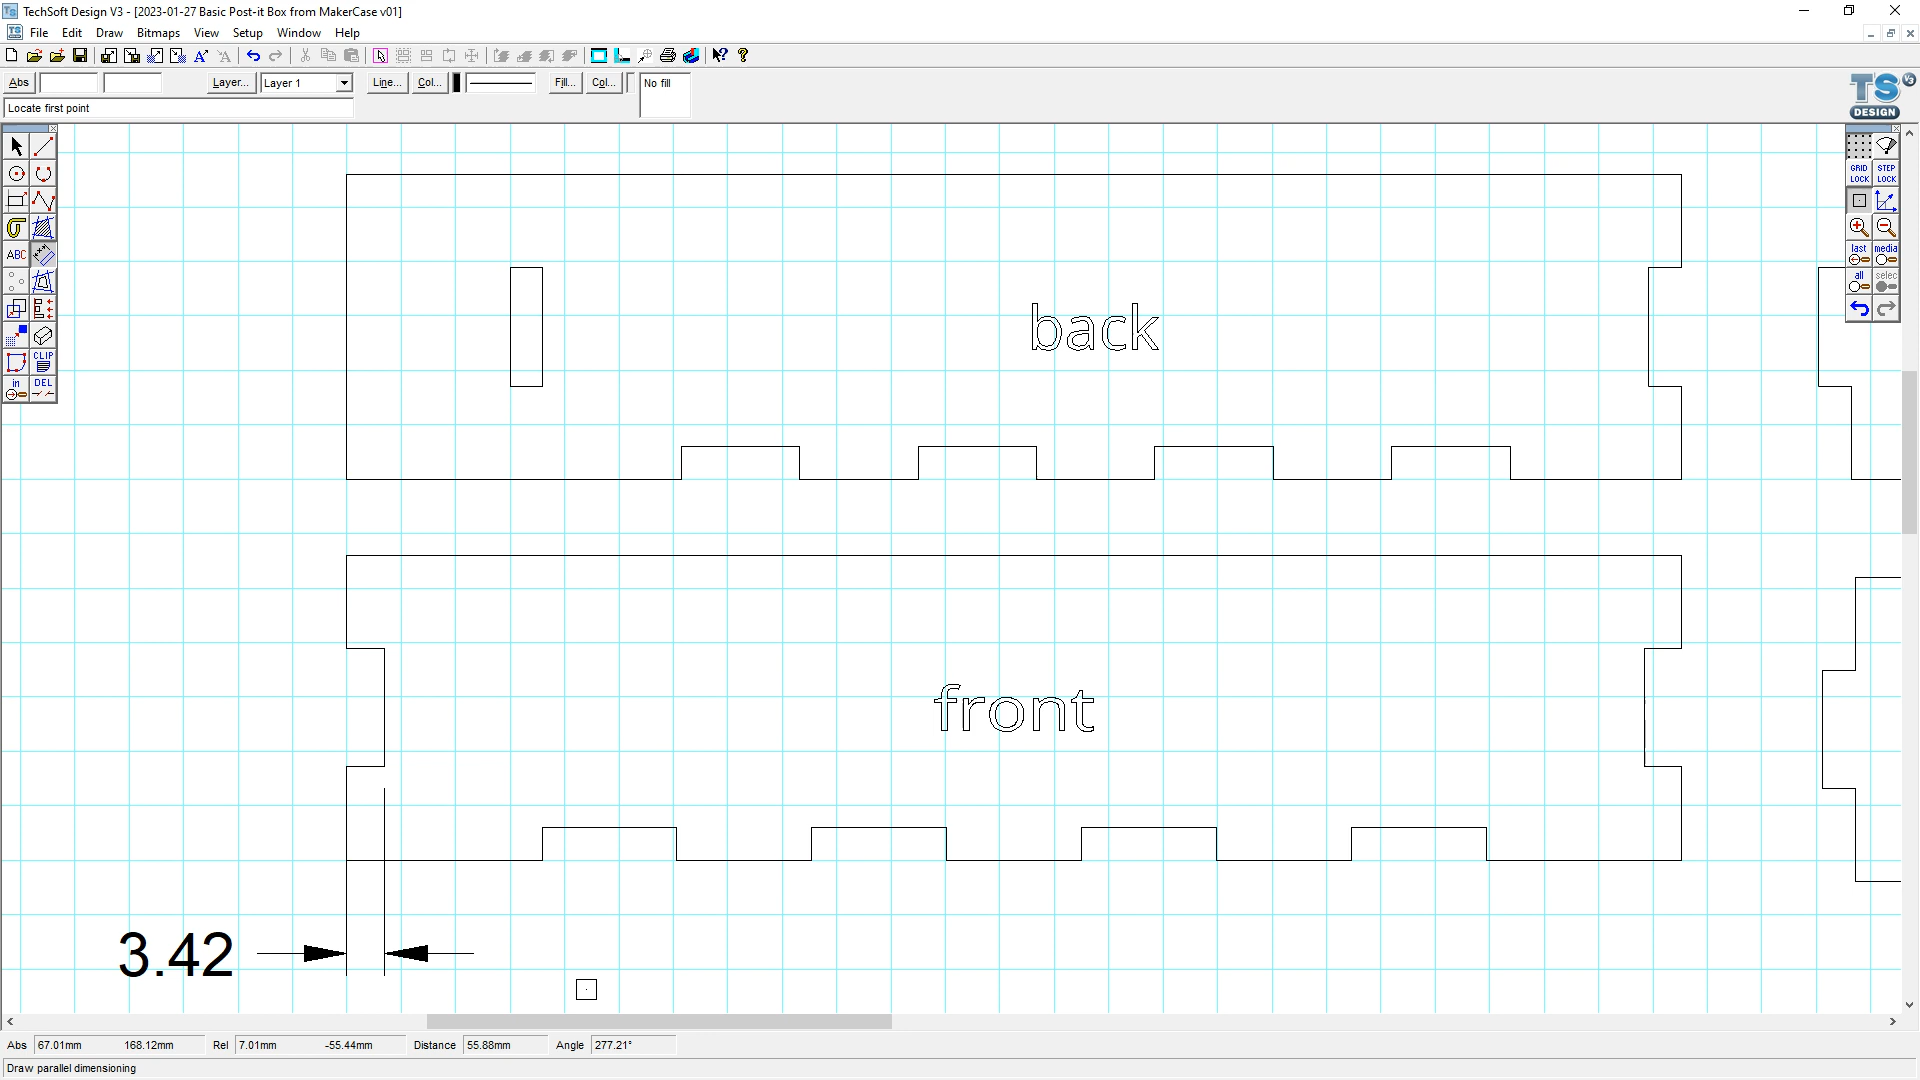 TechSoft Design V3 - [2023-01-27 Basic Post-it Box from MakerCase v01]
File Edit Draw Bitmaps View Setup Window Help
Abs Layer... Layer 1 Line... Col... Fill... Col... No fill
Locate first point
TS V3
DESIGN
GRID LOCK STEP LOCK
ABC
last media
all selec
CLIP
in DEL
back
front
3.42
Abs 67.01mm 168.12mm Rel 7.01mm -55.44mm Distance 55.88mm Angle 277.21°
Draw parallel dimensioning